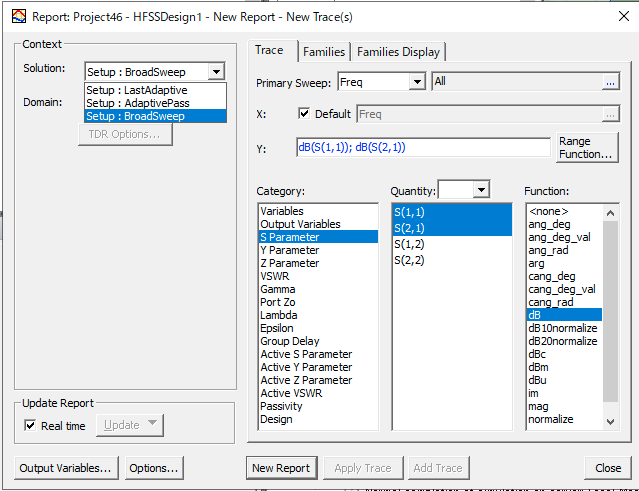 Report: Project46 - HFSSDesign1 - New Report - New Trace(s)
Context
Solution:
Setup : BroadSweep
Setup : LastAdaptive
Setup : AdaptivePass
Setup : BroadSweep
Domain:
TDR Options...
Update Report
Real time
Update
Output Variables...
Options...
Trace
Families
Families Display
Primary Sweep:
Freq
All
...
X:
Default
Freq
...
Y:
dB(S(1,1)); dB(S(2,1))
Range
Function...
Category:
Variables
Output Variables
S Parameter
Y Parameter
Z Parameter
VSWR
Gamma
Port Zo
Lambda
Epsilon
Group Delay
Active S Parameter
Active Y Parameter
Active Z Parameter
Active VSWR
Passivity
Design
Quantity:
S(1,1)
S(2,1)
S(1,2)
S(2,2)
Function:
<none>
ang_deg
ang_deg_val
ang_rad
arg
cang_deg
cang_deg_val
cang_rad
dB
dB10normalize
dB20normalize
dBc
dBm
dBu
im
mag
normalize
New Report
Apply Trace
Add Trace
Close